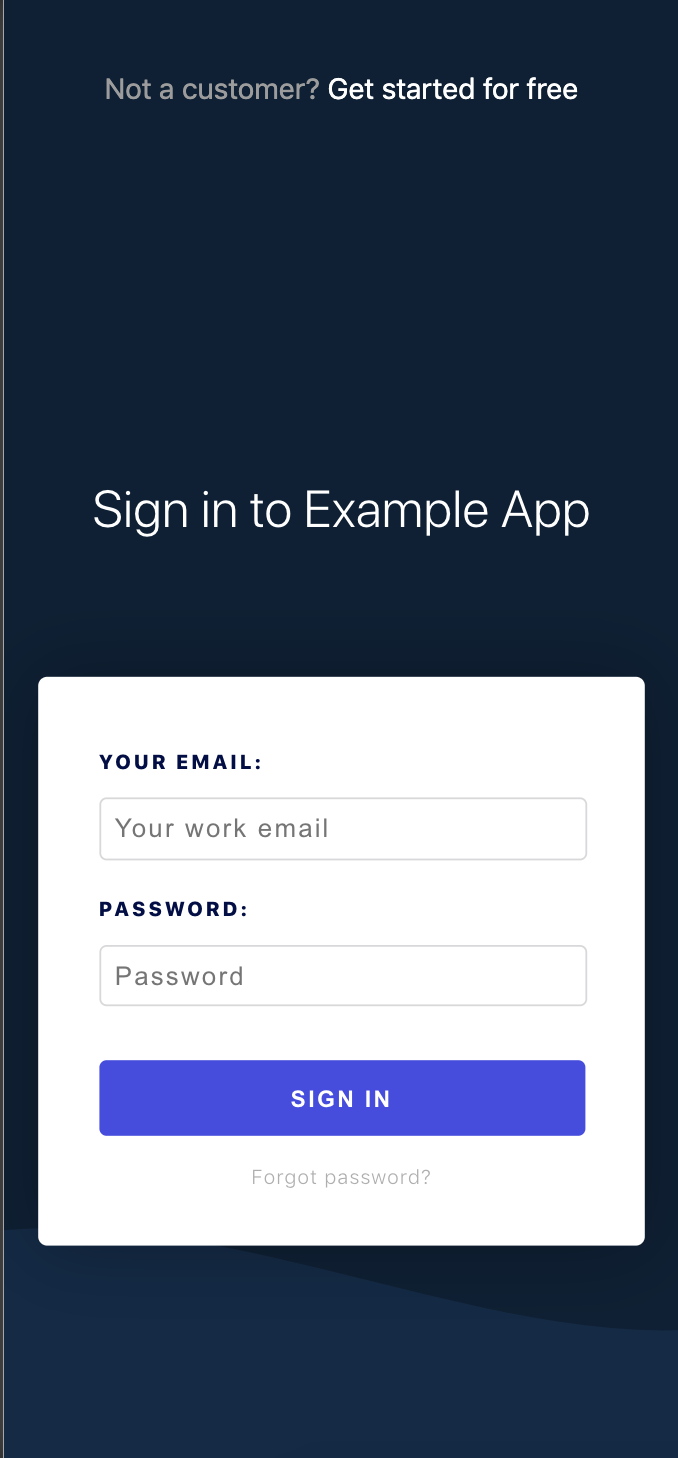 Not a customer? Get started for free
Sign in to Example App
YOUR EMAIL:
Your work email
PASSWORD:
Password
SIGN IN
Forgot password?